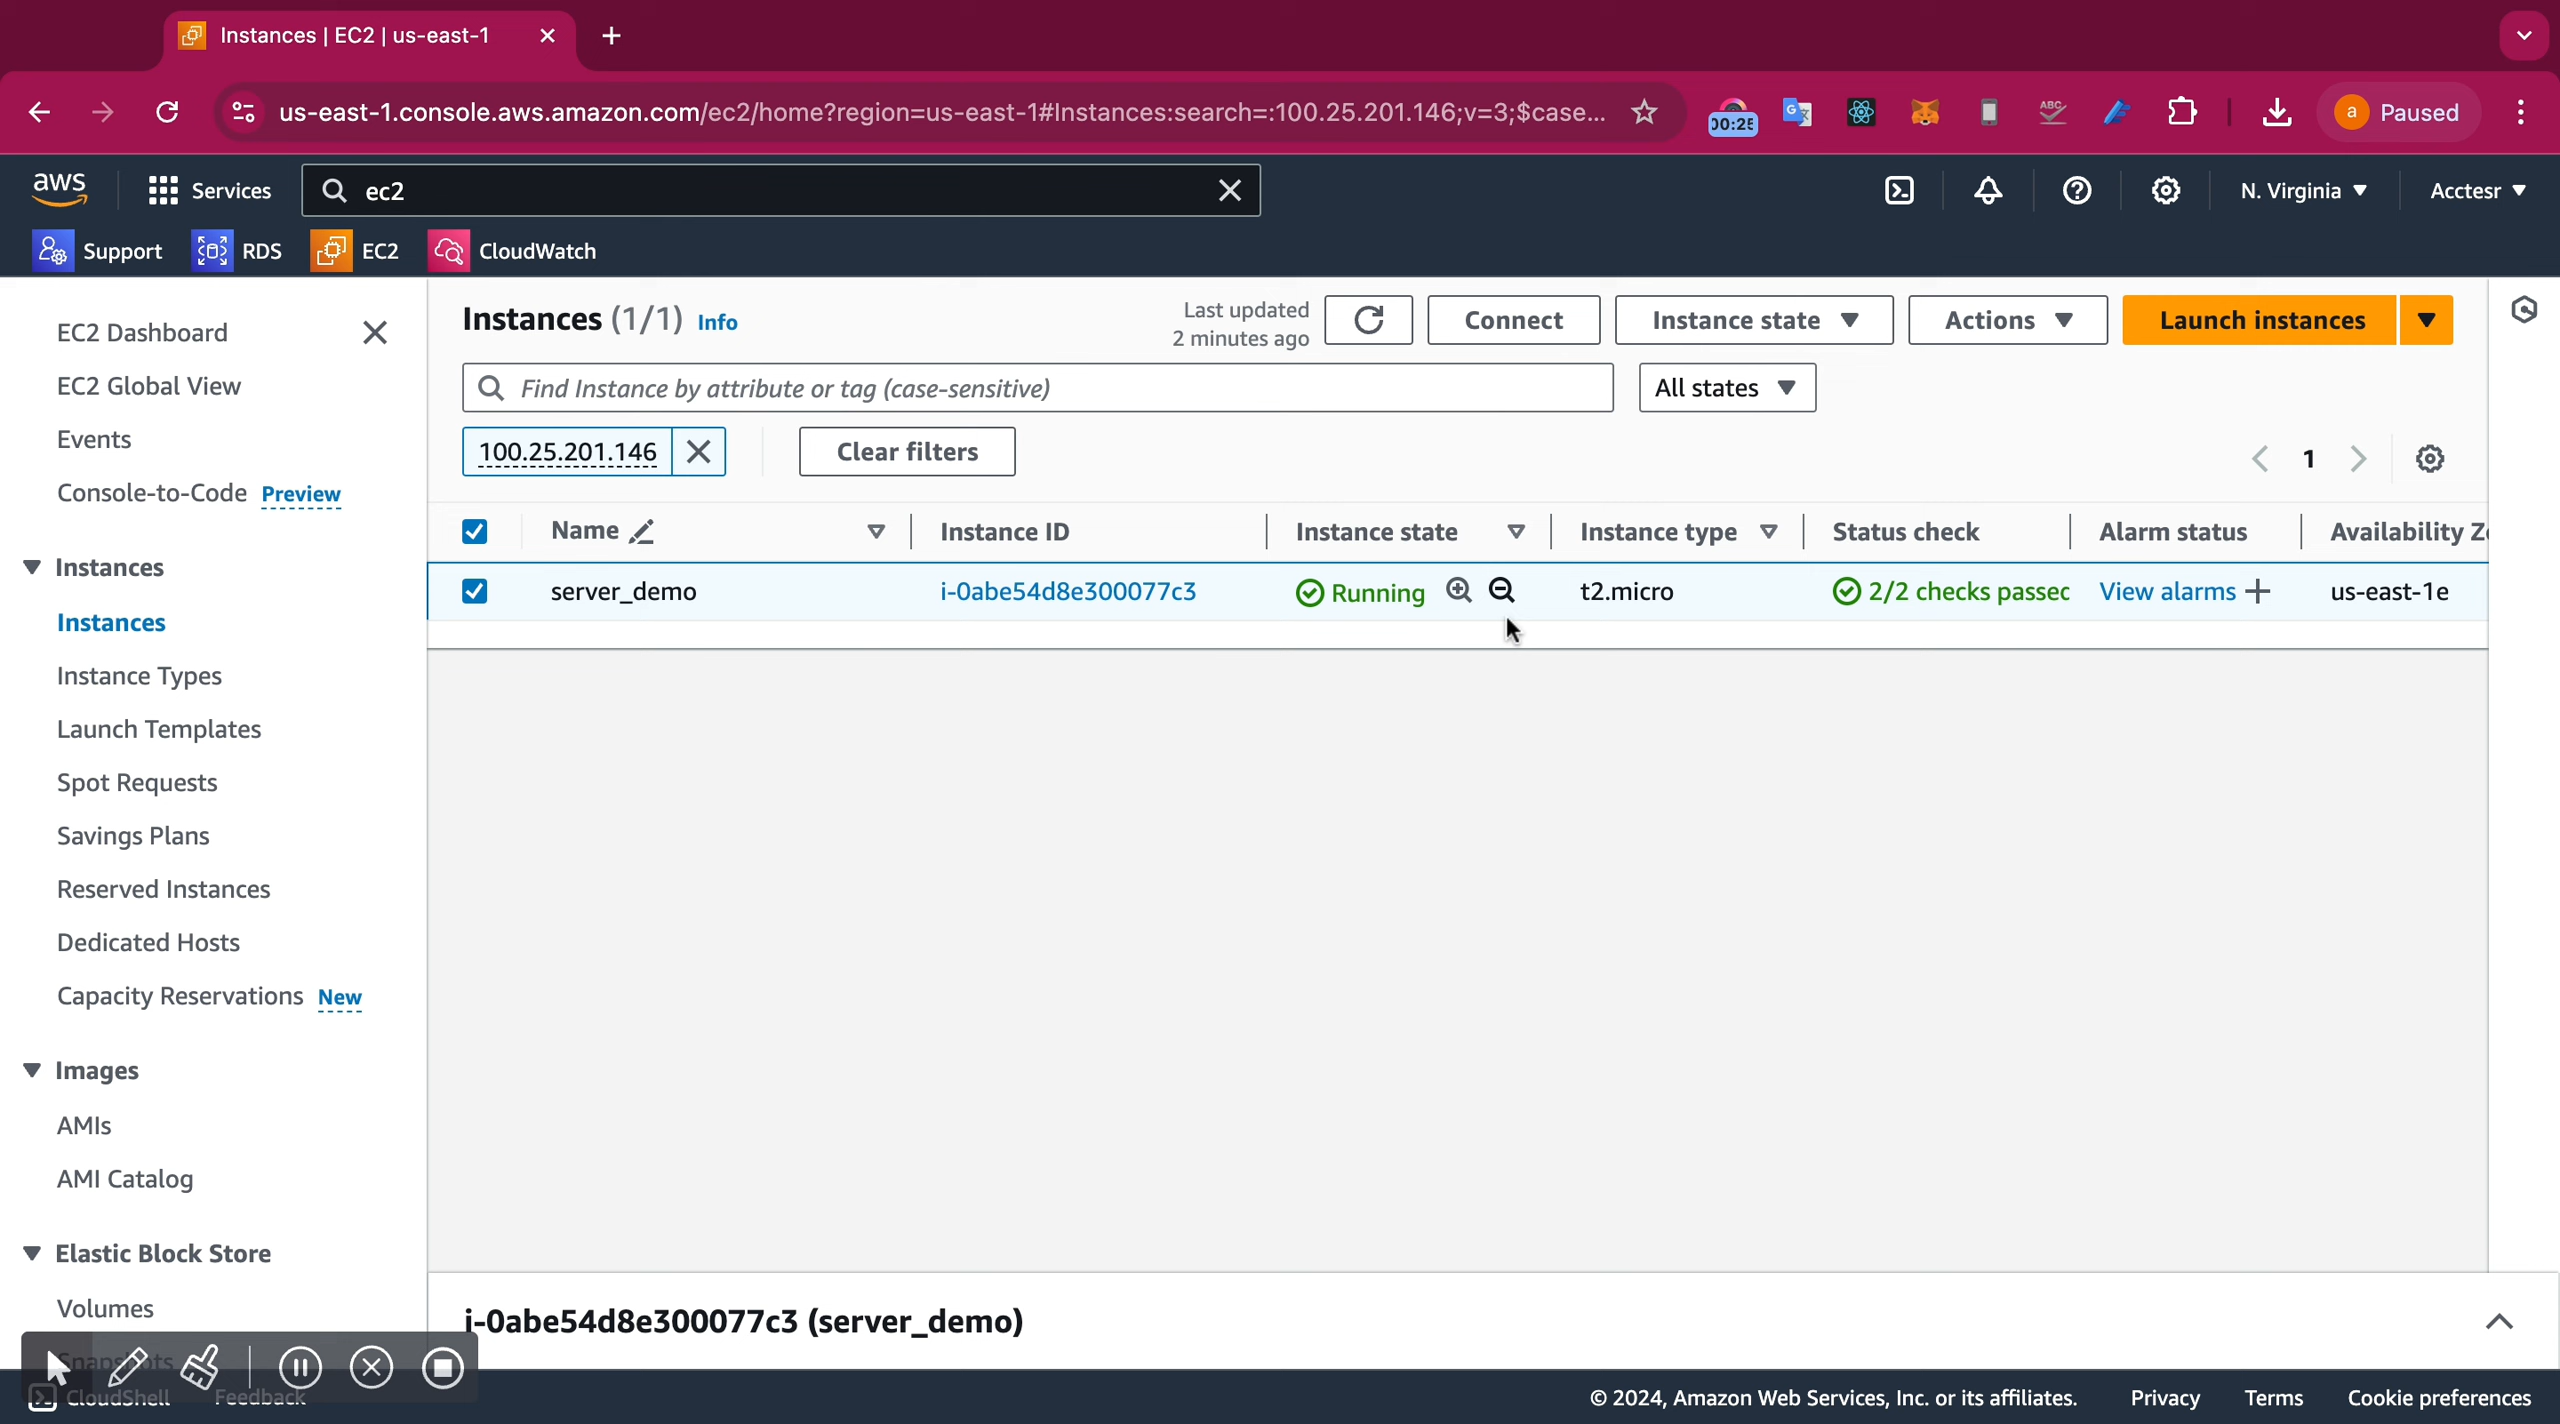 Instances | EC2 | us-east-1
us-east-1.console.aws.amazon.com/ec2/home?region=us-east-1#Instances:search=:100.25.201.146;v=3;$case...
00:25
ABC
a Paused
aws
Services
ec2
N. Virginia
Acctesr
Support
RDS
EC2
CloudWatch
EC2 Dashboard
EC2 Global View
Events
Console-to-Code Preview
Instances
Instances
Instance Types
Launch Templates
Spot Requests
Savings Plans
Reserved Instances
Dedicated Hosts
Capacity Reservations New
Images
AMIs
AMI Catalog
Elastic Block Store
Volumes
Snapshots
Instances (1/1) Info
Last updated
2 minutes ago
Connect
Instance state
Actions
Launch instances
Find Instance by attribute or tag (case-sensitive)
All states
100.25.201.146
Clear filters
1
Name Instance ID Instance state Instance type Status check Alarm status Availability Z
server_demo i-0abe54d8e300077c3 Running t2.micro 2/2 checks passec View alarms + us-east-1e
i-0abe54d8e300077c3 (server_demo)
CloudShell
Feedback
© 2024, Amazon Web Services, Inc. or its affiliates.
Privacy
Terms
Cookie preferences